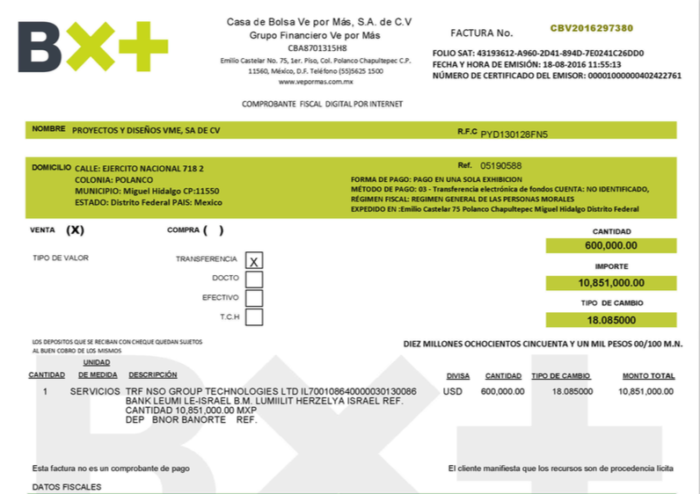 BX+
Casa de Bolsa Ve por Más, S.A. de C.V
Grupo Financiero Ve por Más
CBA8701315H8
Emilio Castelar No. 75, 1er. Piso, Col. Polanco Chapultepec C.P.
11560, México, D.F. Teléfono (55)5625 1500
www.vepormas.com.mx
COMPROBANTE FISCAL DIGITAL POR INTERNET
FACTURA No. CBV2016297380
FOLIO SAT: 43193612-A960-2D41-894D-7E0241C26DD0
FECHA Y HORA DE EMISIÓN: 18-08-2016 11:55:13
NÚMERO DE CERTIFICADO DEL EMISOR: 00001000000402422761
NOMBRE PROYECTOS Y DISEÑOS VME, SA DE CV R.F.C PYD130128FN5
DOMICILIO CALLE: EJERCITO NACIONAL 718 2
COLONIA: POLANCO
MUNICIPIO: Miguel Hidalgo CP:11550
ESTADO: Distrito Federal PAIS: Mexico
Ref. 05190588
FORMA DE PAGO: PAGO EN UNA SOLA EXHIBICION
MÉTODO DE PAGO: 03 - Transferencia electrónica de fondos CUENTA: NO IDENTIFICADO,
RÉGIMEN FISCAL: REGIMEN GENERAL DE LAS PERSONAS MORALES
EXPEDIDO EN :Emilio Castelar 75 Polanco Chapultepec Miguel Hidalgo Distrito Federal
VENTA (X) COMPRA ( )
TIPO DE VALOR
TRANSFERENCIA X
DOCTO
EFECTIVO
T.C.H
CANTIDAD
600,000.00
IMPORTE
10,851,000.00
TIPO DE CAMBIO
18.085000
LOS DEPOSITOS QUE SE RECIBAN CON CHEQUE QUEDAN SUJETOS
AL BUEN COBRO DE LOS MISMOS
DIEZ MILLONES OCHOCIENTOS CINCUENTA Y UN MIL PESOS 00/100 M.N.
UNIDAD
CANTIDAD DE MEDIDA DESCRIPCIÓN DIVISA CANTIDAD TIPO DE CAMBIO MONTO TOTAL
1 SERVICIOS TRF NSO GROUP TECHNOLOGIES LTD IL700108640000030130086 USD 600,000.00 18.085000 10,851,000.00
BANK LEUMI LE-ISRAEL B.M. LUMIILIT HERZELYA ISRAEL REF.
CANTIDAD 10,851,000.00 MXP
DEP BNOR BANORTE REF.
BX+
Esta factura no es un comprobante de pago
El cliente manifiesta que los recursos son de procedencia licita
DATOS FISCALES